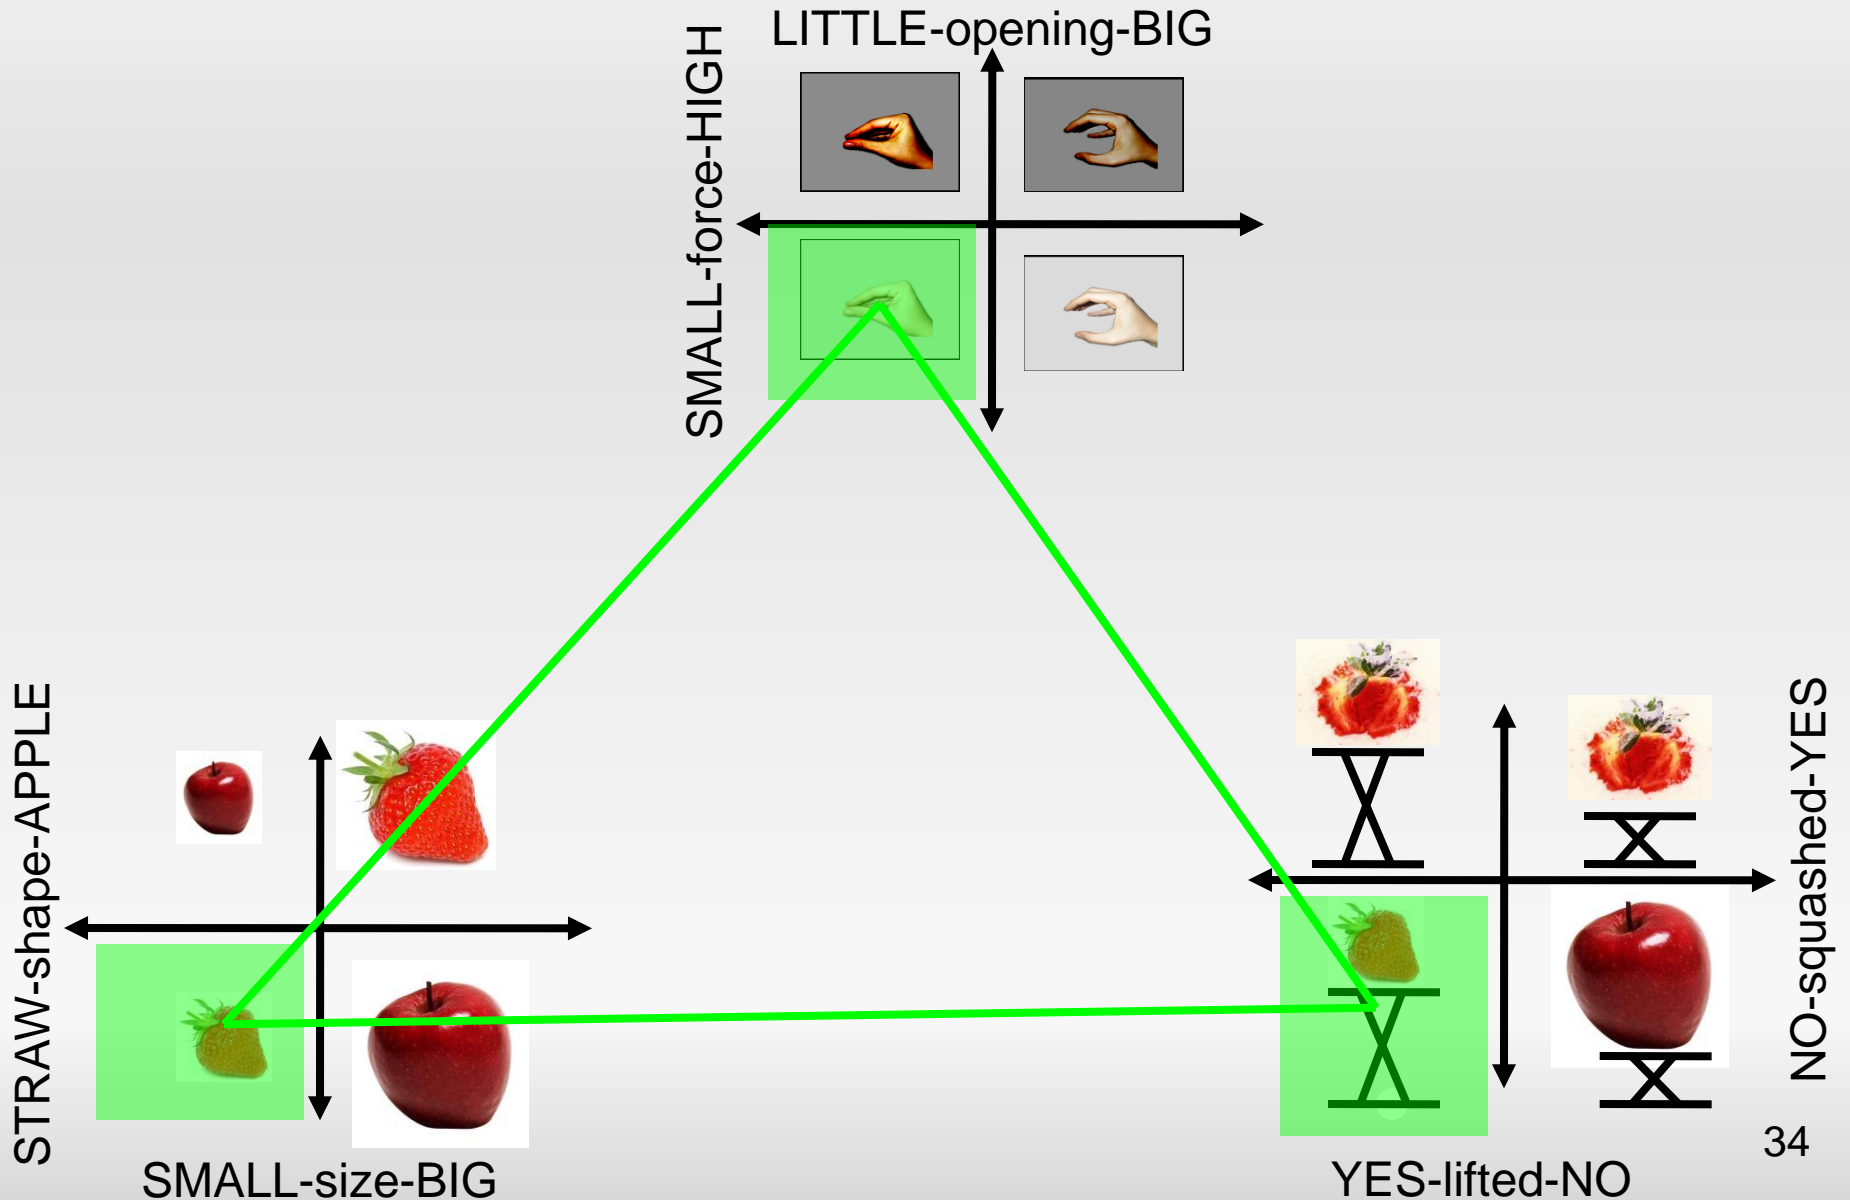 LITTLE-opening-BIG
SMALL-force-HIGH
STRAW-shape-APPLE
SMALL-size-BIG
NO-squashed-YES
YES-lifted-NO
34